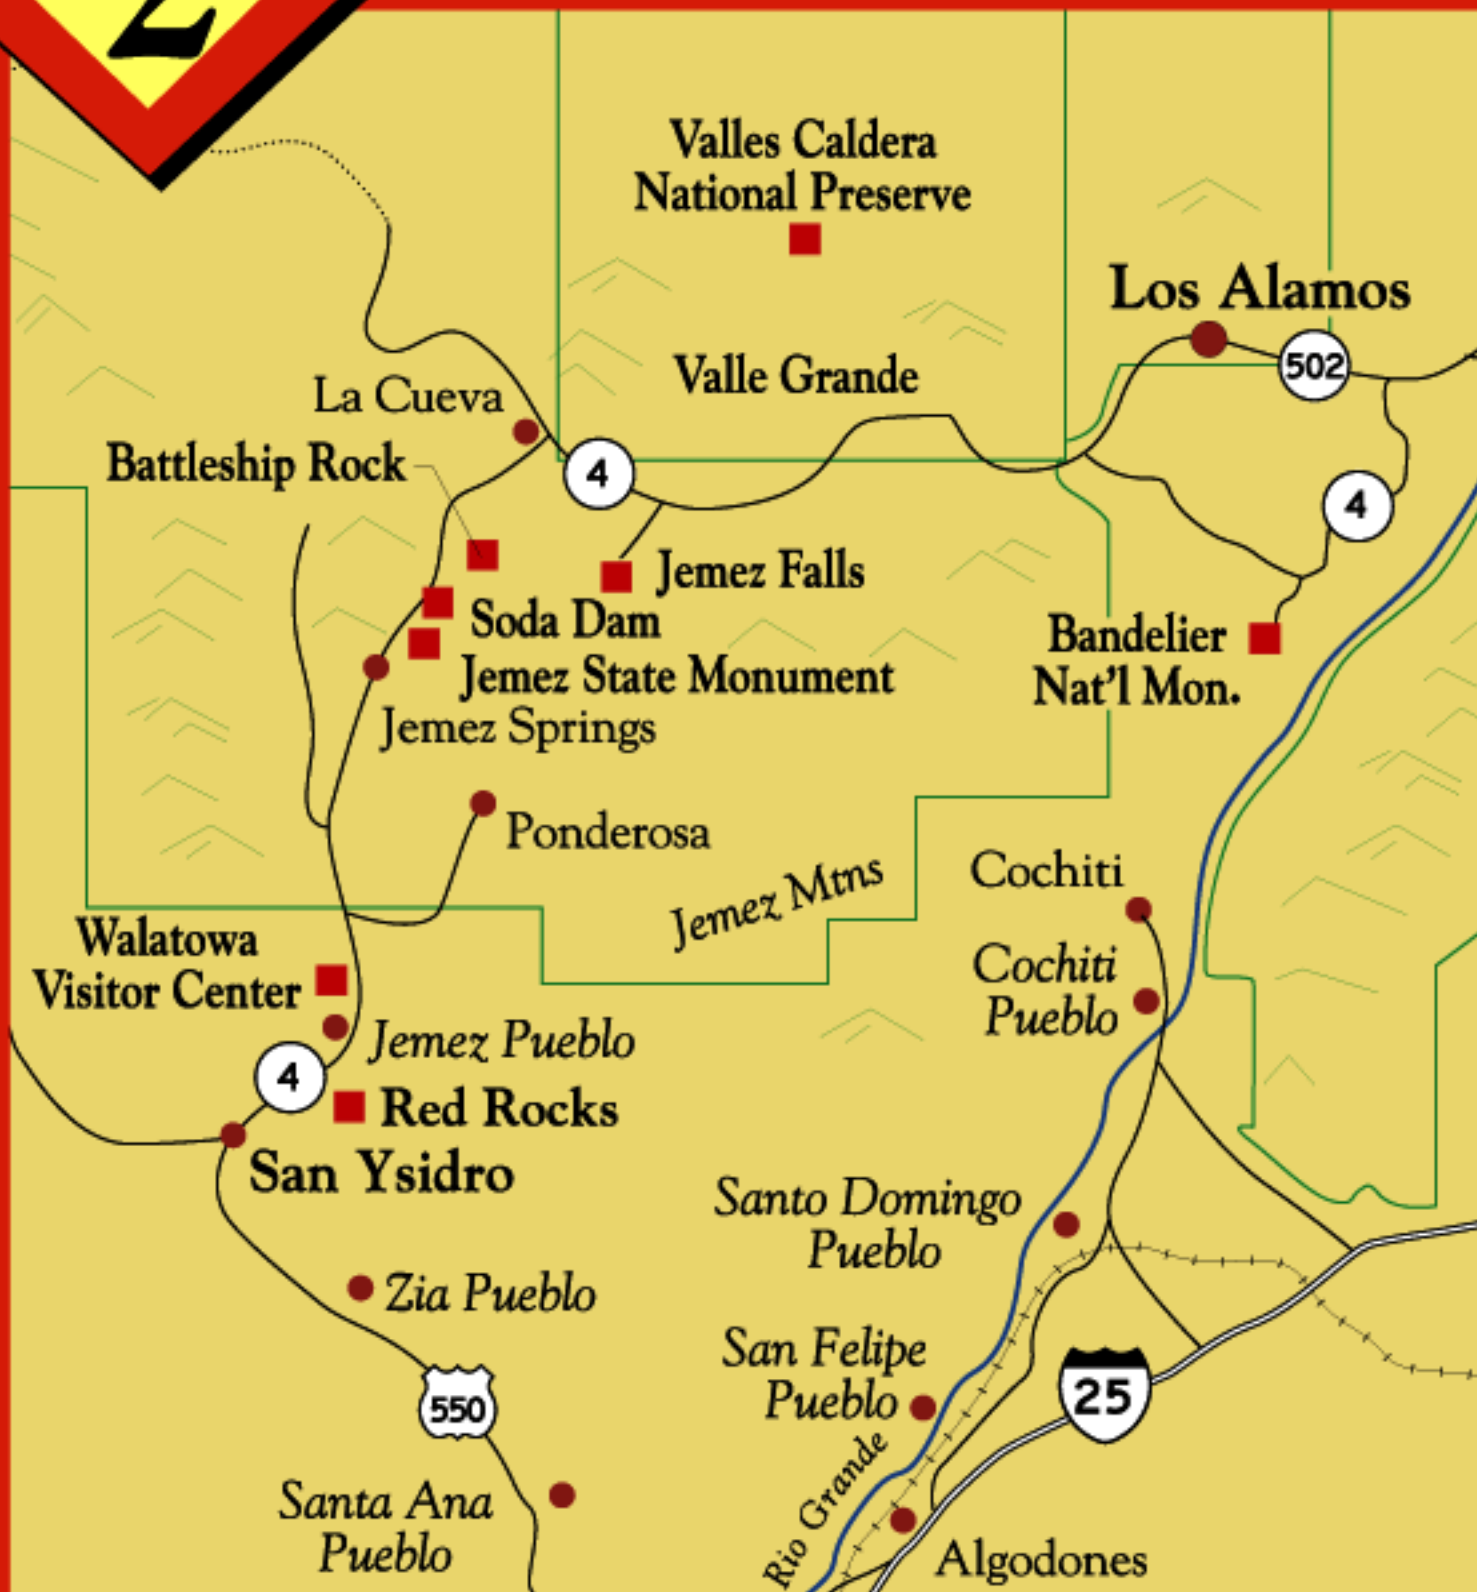 2
Valles Caldera
National Preserve
Los Alamos
502
Valle Grande
La Cueva
Battleship Rock
4
4
Jemez Falls
Soda Dam
Bandelier
Nat'l Mon.
Jemez State Monument
Jemez Springs
Ponderosa
Jemez Mtns
Cochiti
Walatowa
Visitor Center
Cochiti
Pueblo
Jemez Pueblo
4
Red Rocks
San Ysidro
Santo Domingo
Pueblo
Zia Pueblo
San Felipe
Pueblo
25
550
Rio Grande
Santa Ana
Pueblo
Algodones